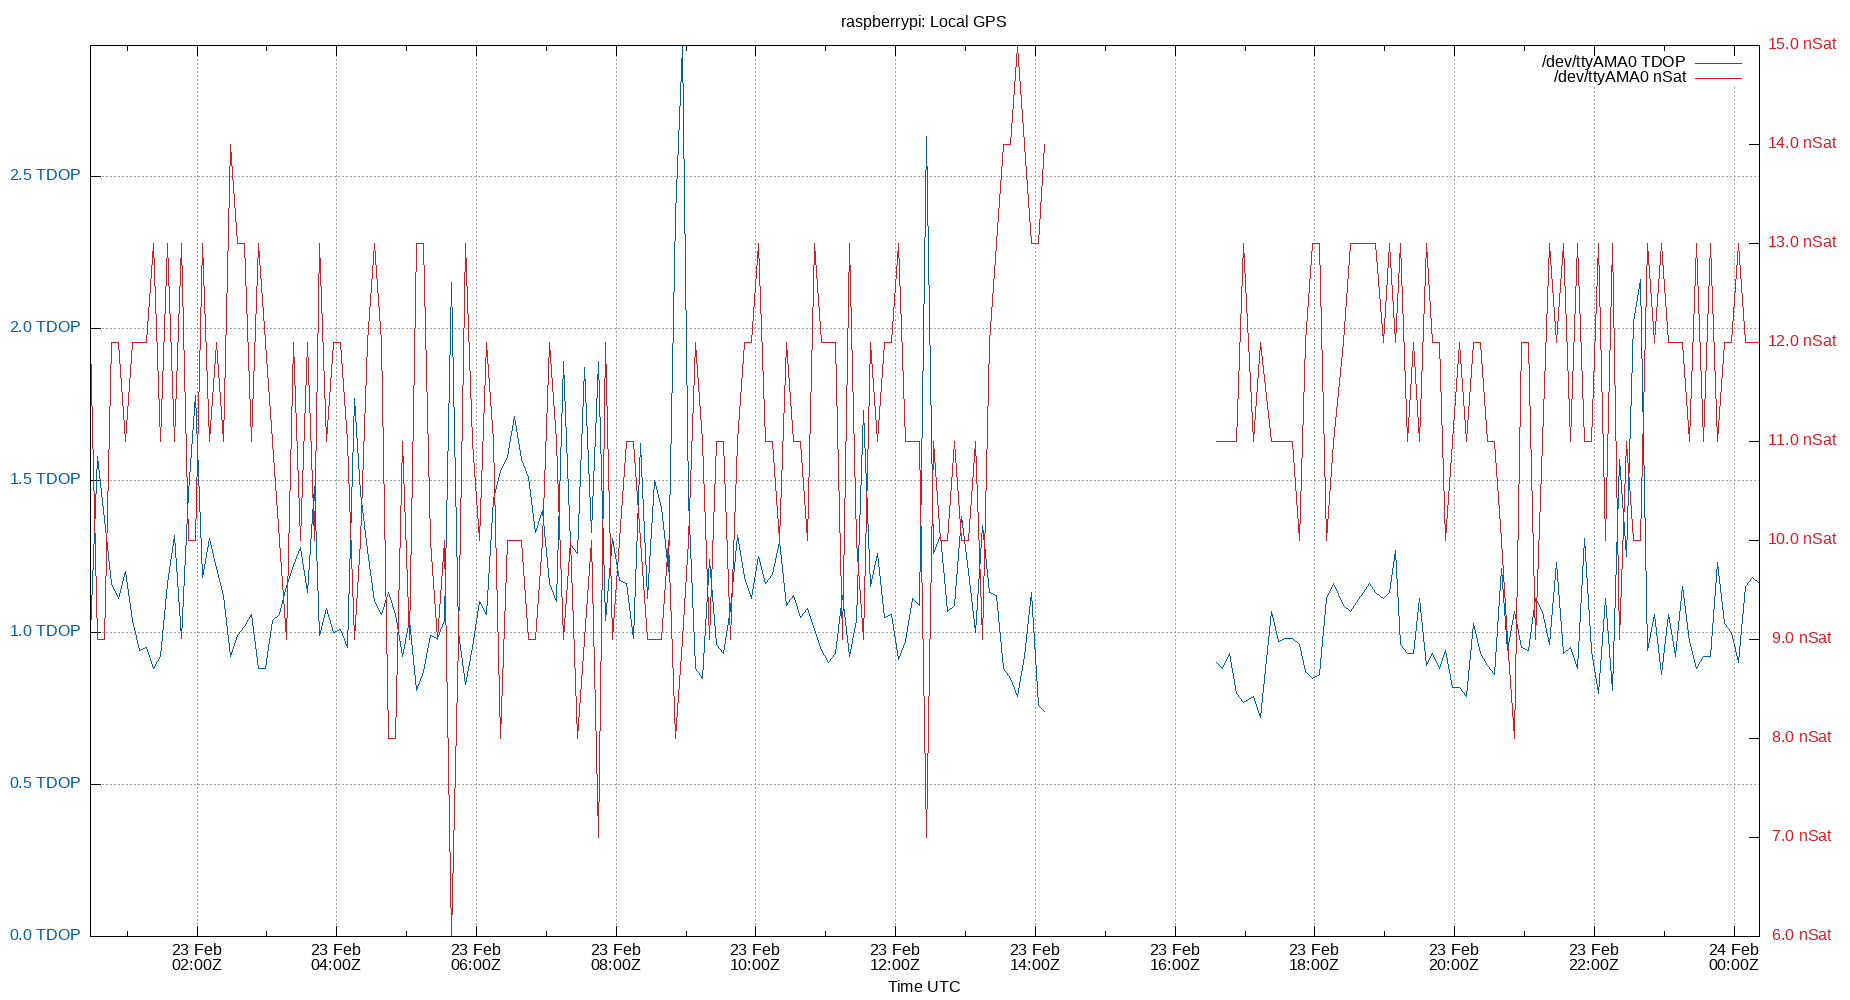 raspberrypi: Local GPS
/dev/ttyAMA0 TDOP
/dev/ttyAMA0 nSat
2.5 TDOP
2.0 TDOP
1.5 TDOP
1.0 TDOP
0.5 TDOP
0.0 TDOP
15.0 nSat
14.0 nSat
13.0 nSat
12.0 nSat
11.0 nSat
10.0 nSat
9.0 nSat
8.0 nSat
7.0 nSat
6.0 nSat
23 Feb
02:00Z
23 Feb
04:00Z
23 Feb
06:00Z
23 Feb
08:00Z
23 Feb
10:00Z
23 Feb
12:00Z
23 Feb
14:00Z
23 Feb
16:00Z
23 Feb
18:00Z
23 Feb
20:00Z
23 Feb
22:00Z
24 Feb
00:00Z
Time UTC